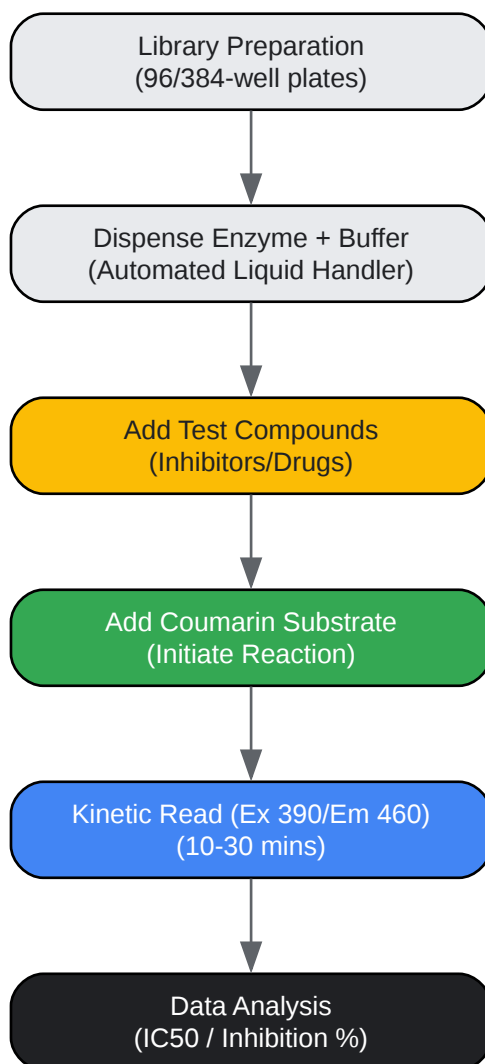 Library Preparation
(96/384-well plates)
Dispense Enzyme + Buffer
(Automated Liquid Handler)
Add Test Compounds
(Inhibitors/Drugs)
Add Coumarin Substrate
(Initiate Reaction)
Kinetic Read (Ex 390/Em 460)
(10-30 mins)
Data Analysis
(IC50 / Inhibition %)